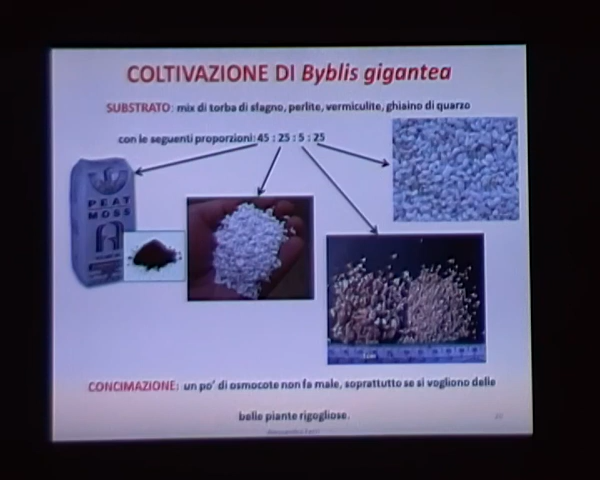 COLTIVAZIONE DI Byblis gigantea
SUBSTRATO: mix di torba di sfagno, perlite, vermiculite, ghiaino di quarzo
con le seguenti proporzioni: 45 : 25 : 5 : 25
PEAT
MOSS
CONCIMAZIONE: un po' di osmocote non fa male, soprattutto se si vogliono delle
belle piante rigogliose.